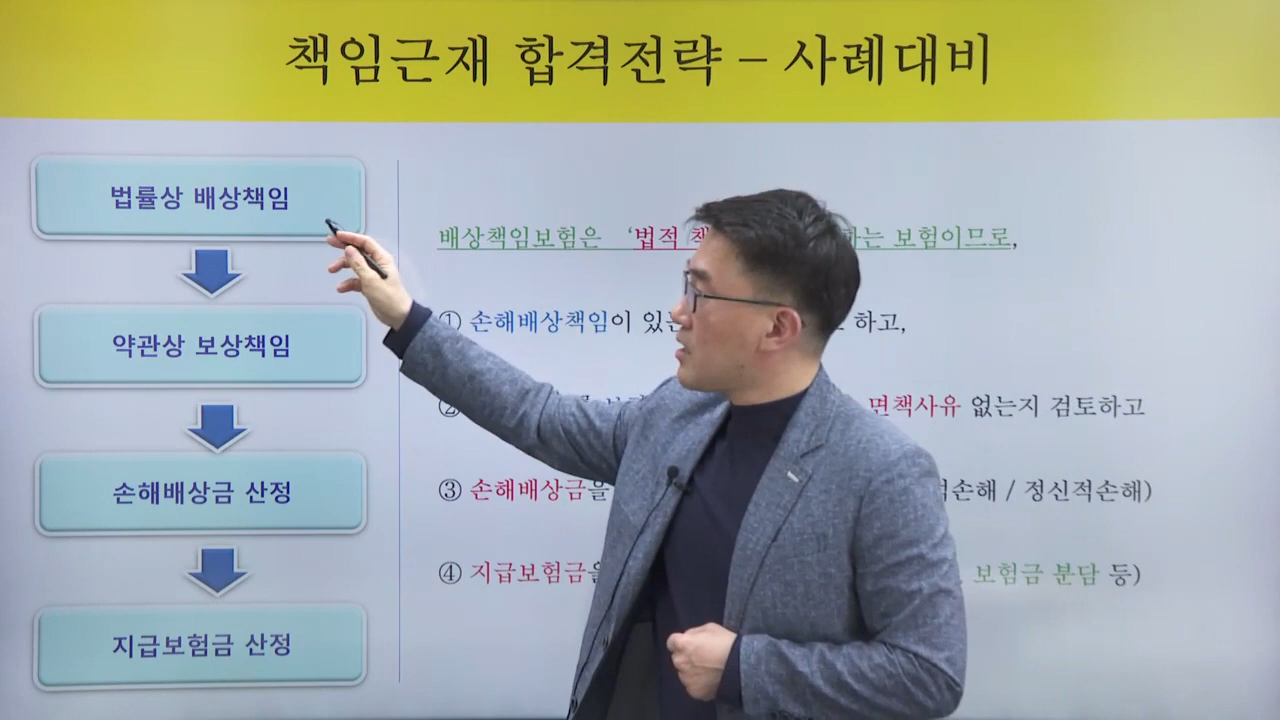 책임근재 합격전략 – 사례대비
법률상 배상책임
약관상 보상책임
손해배상금 산정
지급보험금 산정
배상책임보험은 ‘법적 책 하는 보험이므로,
① 손해배상책임이 있는 하고,
② 면책사유 없는지 검토하고
③ 손해배상금을 손해 / 정신적손해)
④ 지급보험금을 보험금 분담 등)